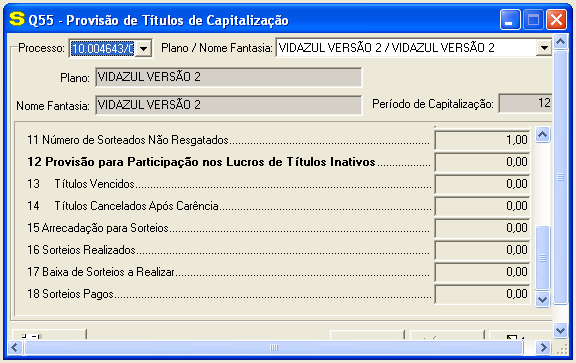 S Q55 - Provisão de Títulos de Capitalização
Processo: 10.004643/0 Plano / Nome Fantasia: VIDAZUL VERSÃO 2 / VIDAZUL VERSÃO 2
Plano: VIDAZUL VERSÃO 2
Nome Fantasia: VIDAZUL VERSÃO 2 Período de Capitalização: 12
11 Número de Sorteados Não Resgatados 1,00
12 Provisão para Participação nos Lucros de Títulos Inativos 0,00
13 Títulos Vencidos 0,00
14 Títulos Cancelados Após Carência 0,00
15 Arrecadação para Sorteios 0,00
16 Sorteios Realizados 0,00
17 Baixa de Sorteios a Realizar 0,00
18 Sorteios Pagos 0,00